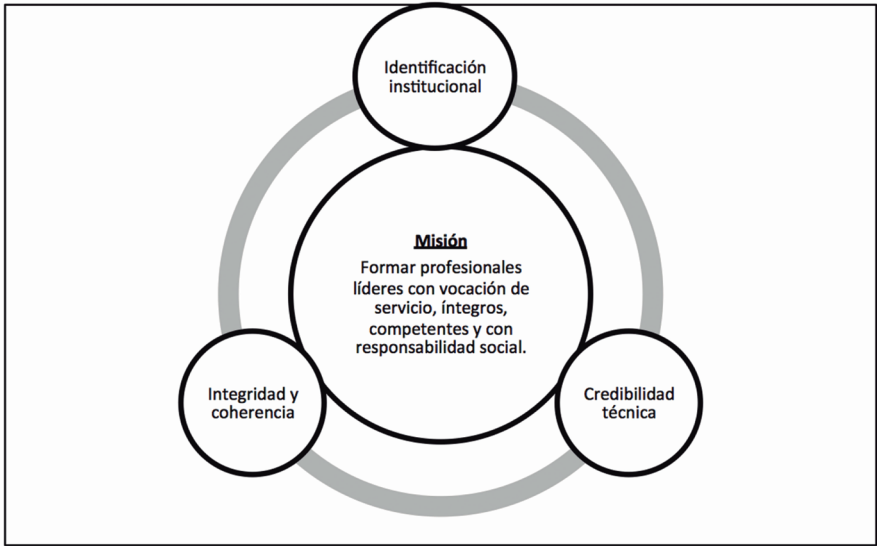 Identificación
institucional
Misión
Formar profesionales
líderes con vocación de
servicio, íntegros,
competentes y con
responsabilidad social.
Integridad y
coherencia
Credibilidad
técnica